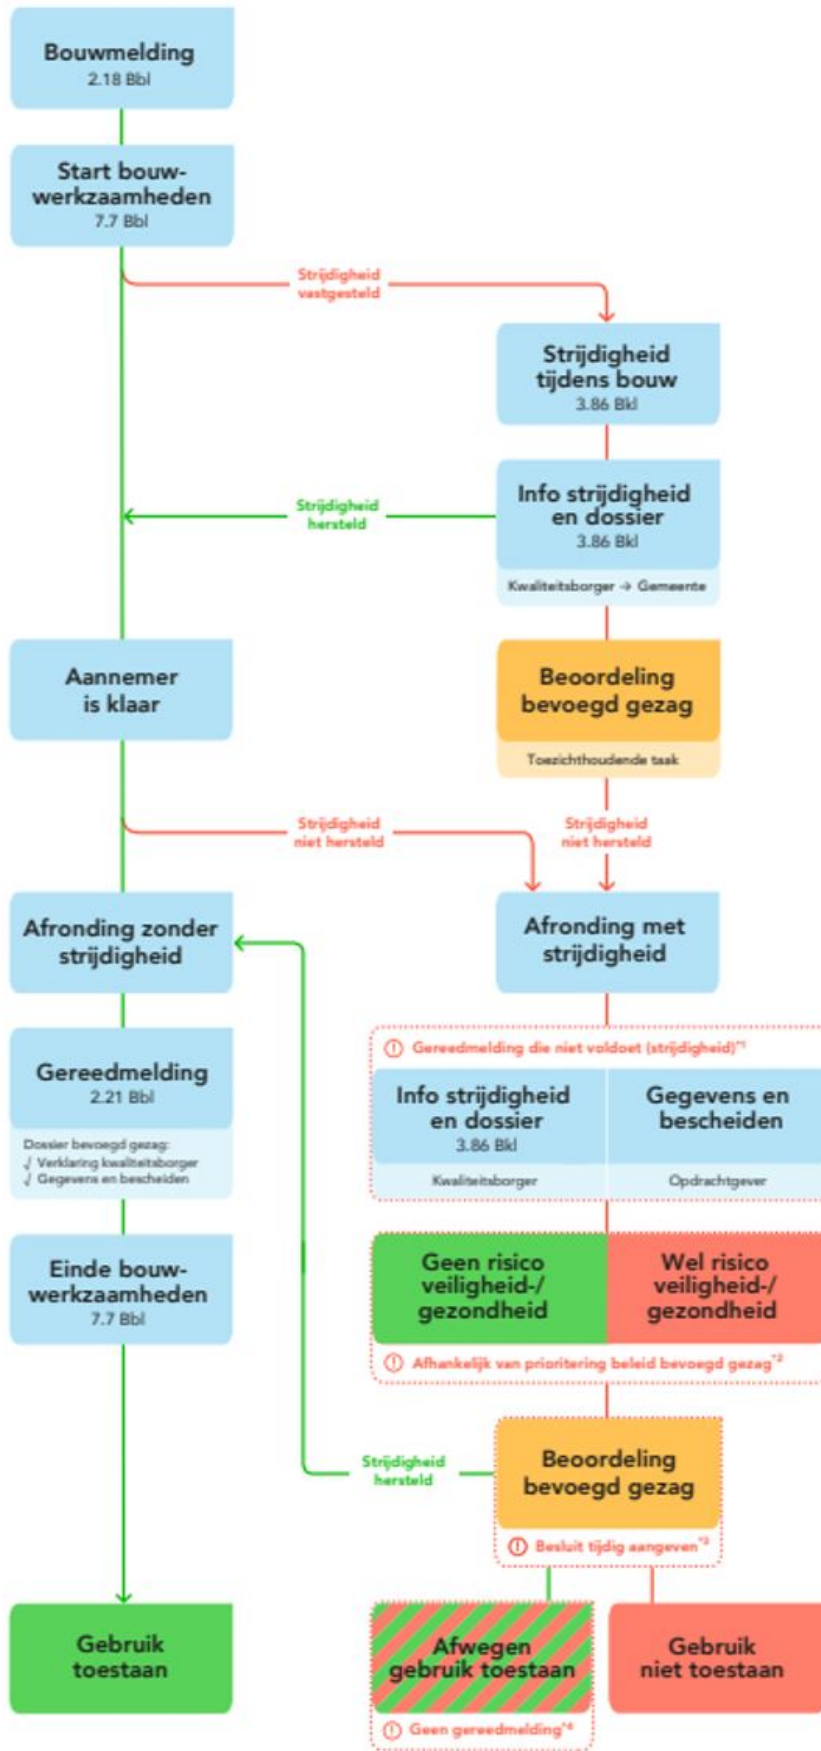 Bouwmelding
2.18 Bbl
Start bouw-
werkzaamheden
7.7 Bbl
Strijdigheid
vastgesteld
Strijdigheid
tijdens bouw
3.86 Bkl
Info strijdigheid
en dossier
3.86 Bkl
Kwaliteitsborger → Gemeente
Strijdigheid
hersteld
Aannemer
is klaar
Beoordeling
bevoegd gezag
Toezichthoudende taak
Strijdigheid
niet hersteld
Strijdigheid
niet hersteld
Afronding zonder
strijdigheid
Afronding met
strijdigheid
Gereedmelding
2.21 Bbl
Dossier bevoegd gezag:
√ Verklaring kwaliteitsborger
√ Gegevens en bescheiden
Gereedmelding die niet voldoet (strijdigheid)*1
Info strijdigheid
en dossier
3.86 Bkl
Kwaliteitsborger
Gegevens en
bescheiden
Opdrachtgever
Einde bouw-
werkzaamheden
7.7 Bbl
Geen risico
veiligheid-/
gezondheid
Wel risico
veiligheid-/
gezondheid
Afhankelijk van prioritering beleid bevoegd gezag*2
Strijdigheid
hersteld
Beoordeling
bevoegd gezag
Besluit tijdig aangeven*3
Gebruik
toestaan
Afwegen
gebruik toestaan
Geen gereedmelding*4
Gebruik
niet toestaan